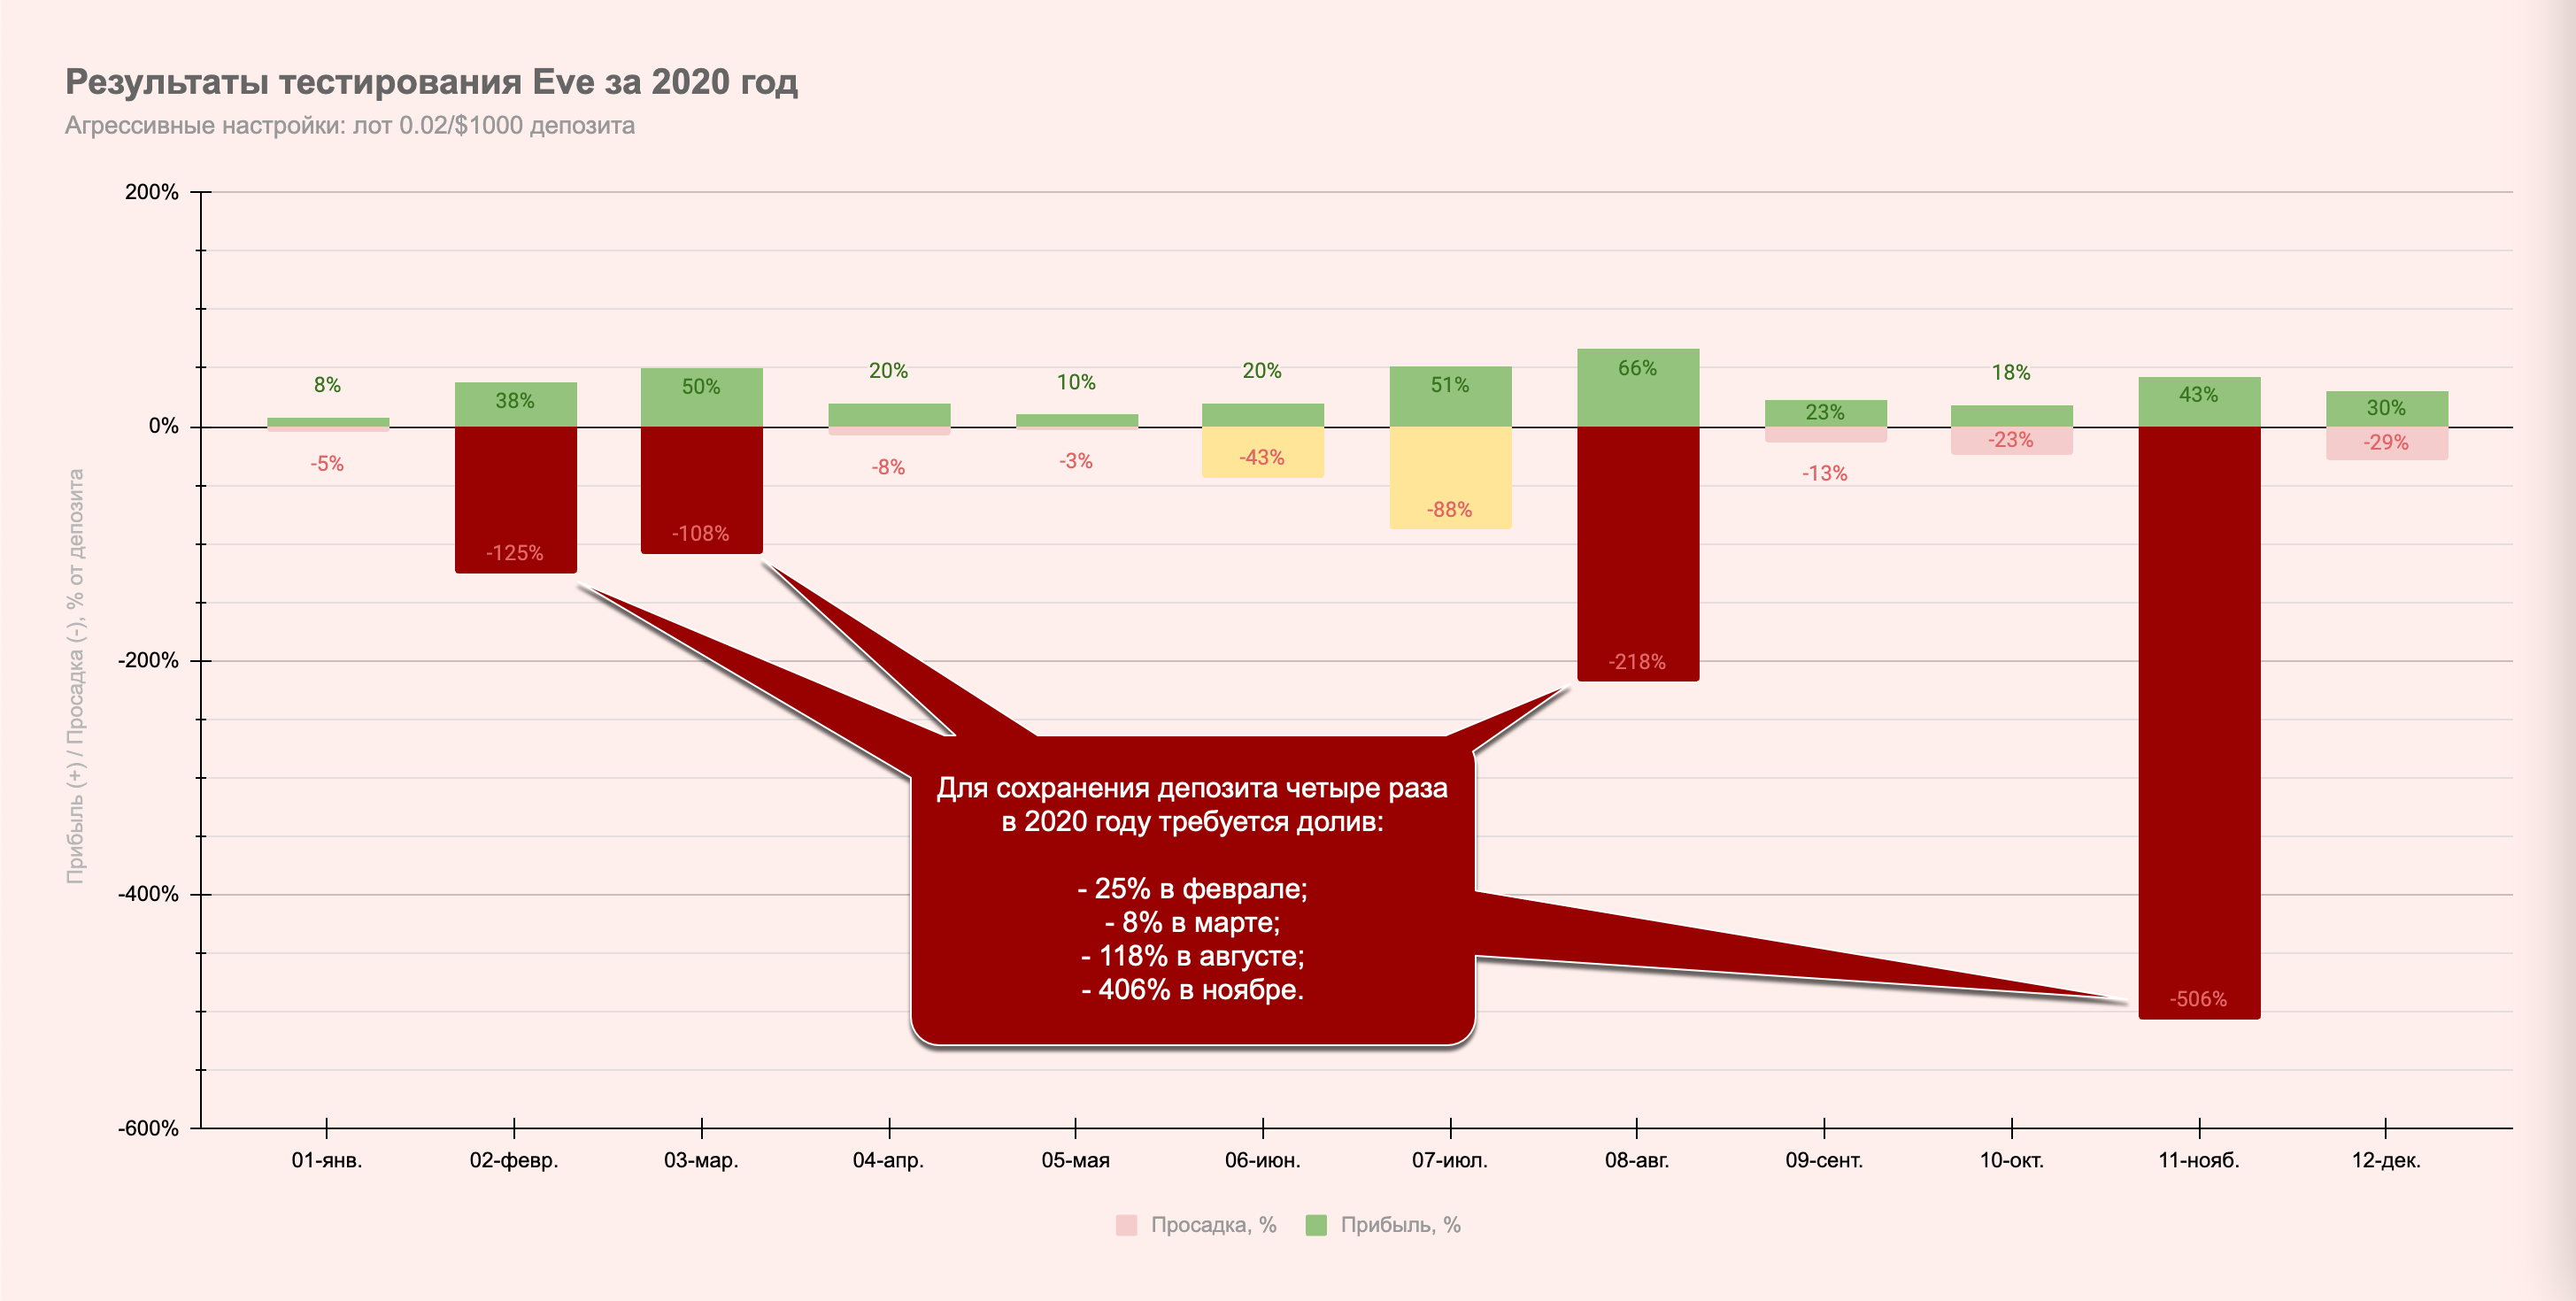 Результаты тестирования Eve за 2020 год
Агрессивные настройки: лот 0.02/$1000 депозита
Прибыль (+) / Просадка (-), % от депозита
200%
0%
-200%
-400%
-600%
8%
38%
50%
20%
10%
20%
51%
66%
23%
18%
43%
30%
-5%
-125%
-108%
-8%
-3%
-43%
-88%
-218%
-13%
-23%
-506%
-29%
Для сохранения депозита четыре раза
в 2020 году требуется долив:
- 25% в феврале;
- 8% в марте;
- 118% в августе;
- 406% в ноябре.
01-янв.
02-февр.
03-мар.
04-апр.
05-мая
06-июн.
07-июл.
08-авг.
09-сент.
10-окт.
11-нояб.
12-дек.
Просадка, %
Прибыль, %